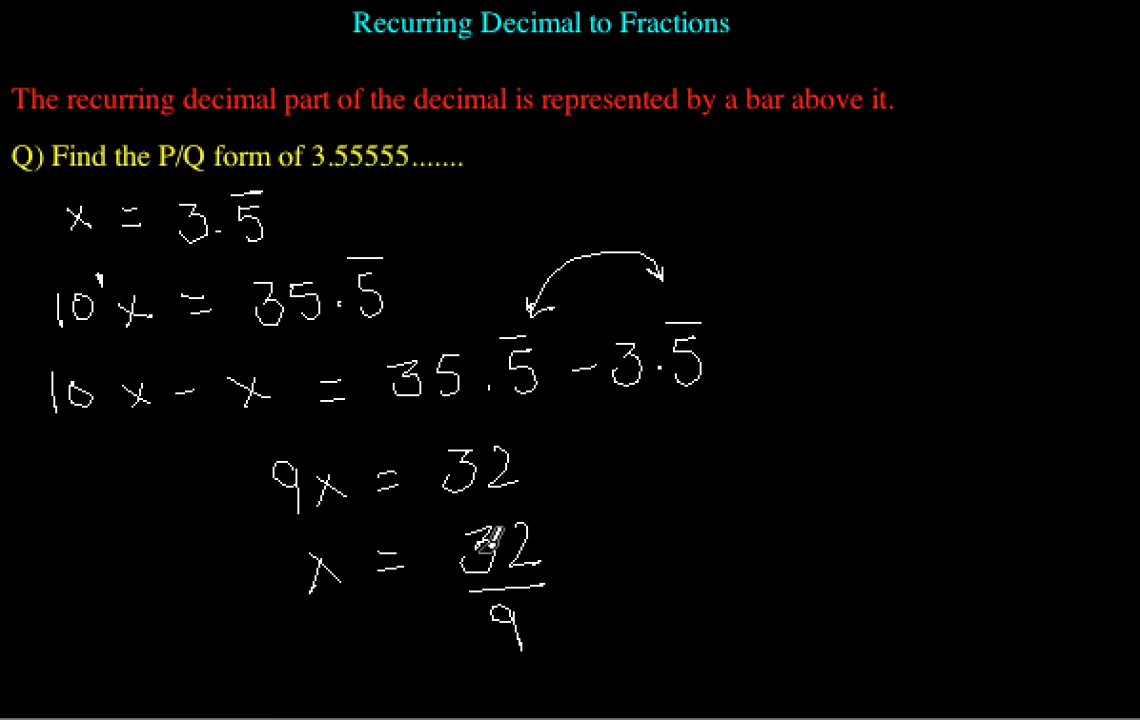 Recurring Decimal to Fractions
The recurring decimal part of the decimal is represented by a bar above it.
Q) Find the P/Q form of 3.55555.......
x = 3.5̅
10¹x = 35.5̅
10x - x = 35.5̅ - 3.5̅
9x = 32
x = 32
9